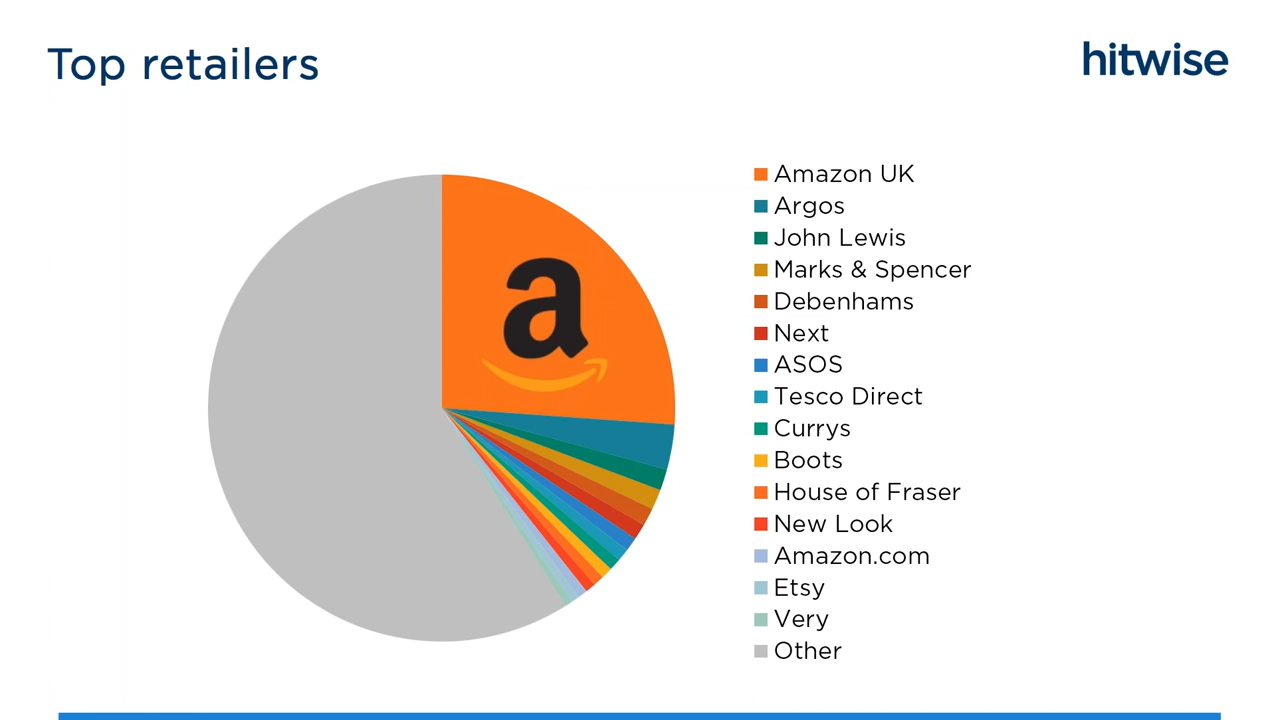 Top retailers
hitwise
a
Amazon UK
Argos
John Lewis
Marks & Spencer
Debenhams
Next
ASOS
Tesco Direct
Currys
Boots
House of Fraser
New Look
Amazon.com
Etsy
Very
Other